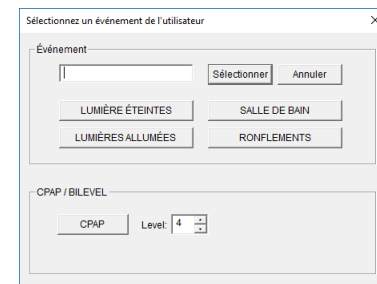 Sélectionnez un événement de l'utilisateur
Événement
Sélectionner Annuler
LUMIÈRE ÉTEINTES SALLE DE BAIN
LUMIÈRES ALLUMÉES RONFLEMENTS
CPAP / BILEVEL
CPAP Level: 4